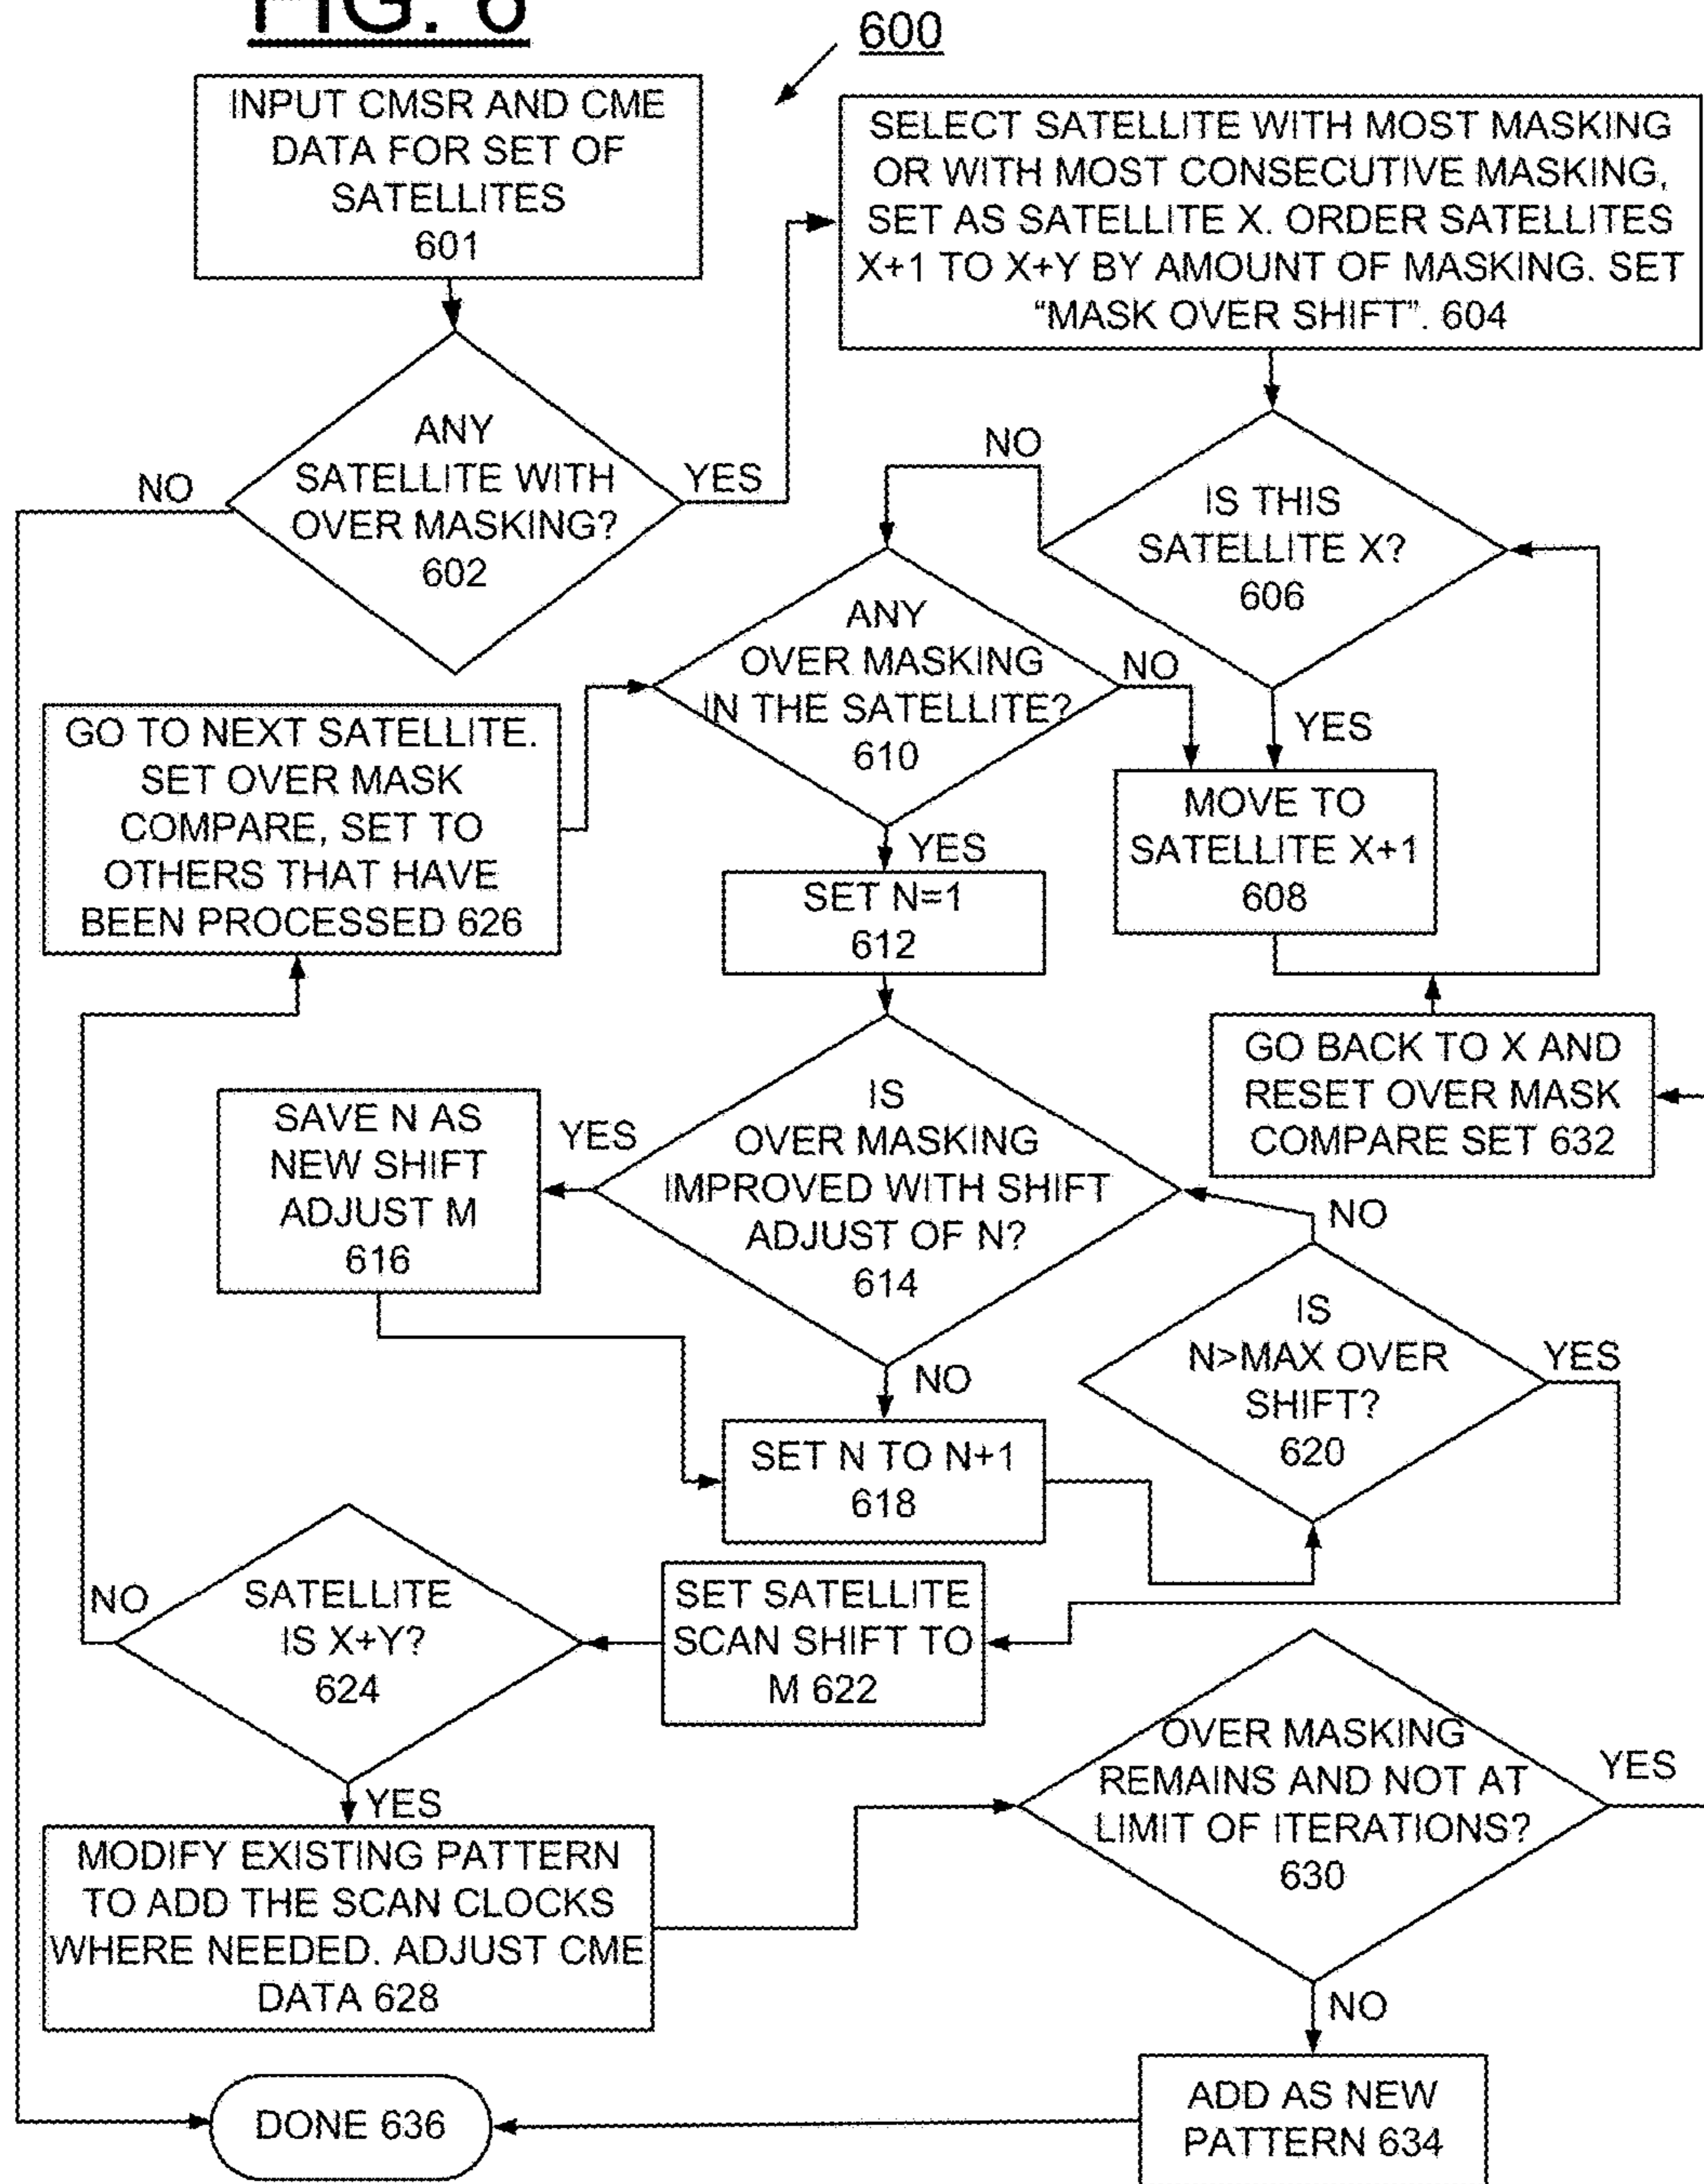 FIG. 6
600
INPUT CMSR AND CME
DATA FOR SET OF
SATELLITES
601
SELECT SATELLITE WITH MOST MASKING
OR WITH MOST CONSECUTIVE MASKING,
SET AS SATELLITE X. ORDER SATELLITES
X+1 TO X+Y BY AMOUNT OF MASKING. SET
“MASK OVER SHIFT”. 604
ANY
SATELLITE WITH
OVER MASKING?
602
NO
YES
IS THIS
SATELLITE X?
606
NO
YES
ANY
OVER MASKING
IN THE SATELLITE?
610
NO
YES
MOVE TO
SATELLITE X+1
608
GO TO NEXT SATELLITE.
SET OVER MASK
COMPARE, SET TO
OTHERS THAT HAVE
BEEN PROCESSED 626
SET N=1
612
GO BACK TO X AND
RESET OVER MASK
COMPARE SET 632
IS
OVER MASKING
IMPROVED WITH SHIFT
ADJUST OF N?
614
YES
NO
SAVE N AS
NEW SHIFT
ADJUST M
616
SET N TO N+1
618
IS
N>MAX OVER
SHIFT?
620
NO
YES
SET SATELLITE
SCAN SHIFT TO
M 622
SATELLITE
IS X+Y?
624
NO
YES
MODIFY EXISTING PATTERN
TO ADD THE SCAN CLOCKS
WHERE NEEDED. ADJUST CME
DATA 628
OVER MASKING
REMAINS AND NOT AT
LIMIT OF ITERATIONS?
630
YES
NO
ADD AS NEW
PATTERN 634
DONE 636